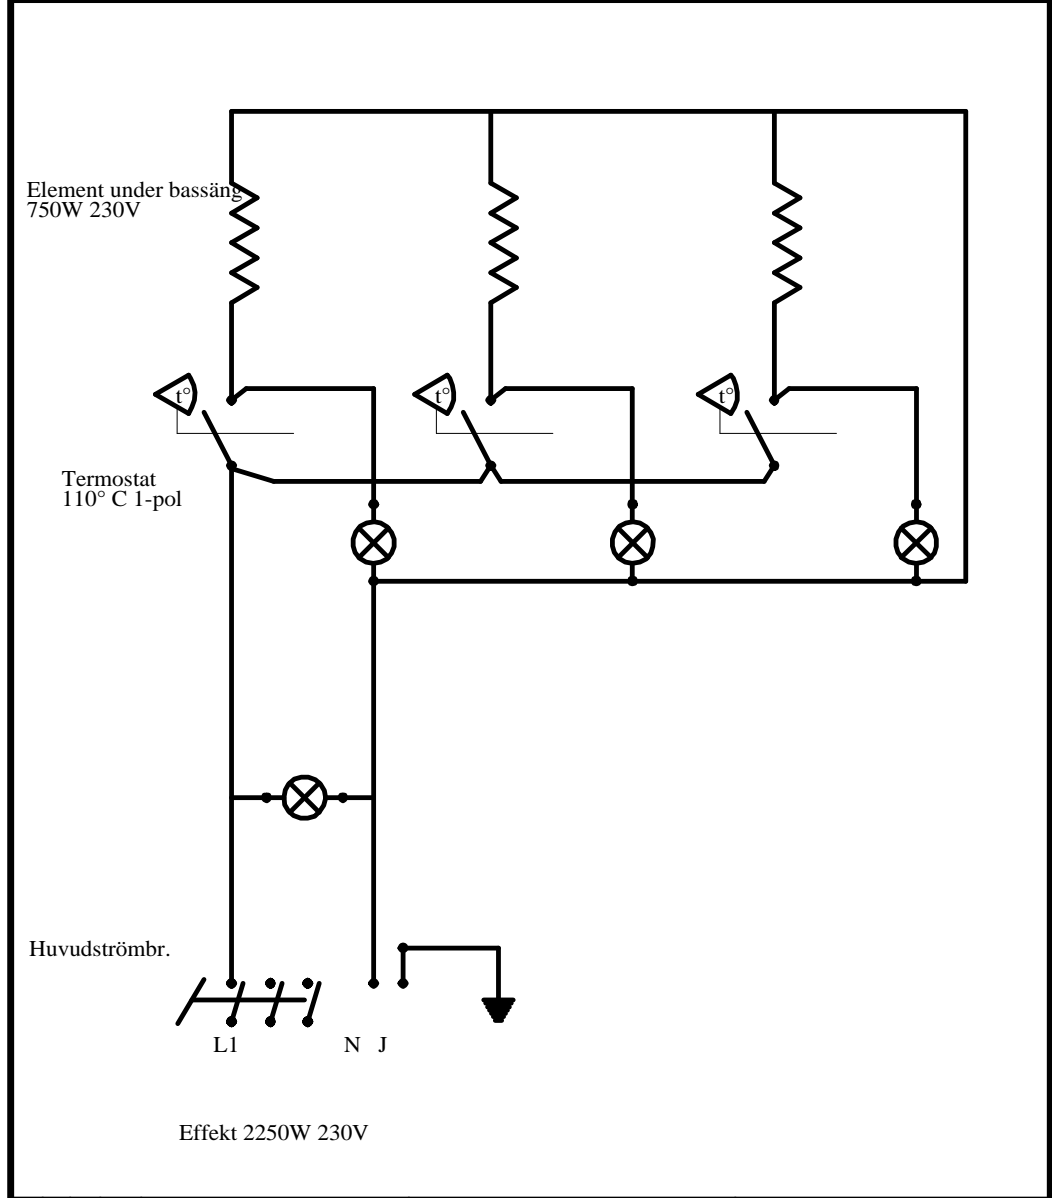 Element under bassäng
750W 230V
t° t° t°
Termostat
110° C 1-pol
Huvudströmbr.
L1 N J
Effekt 2250W 230V